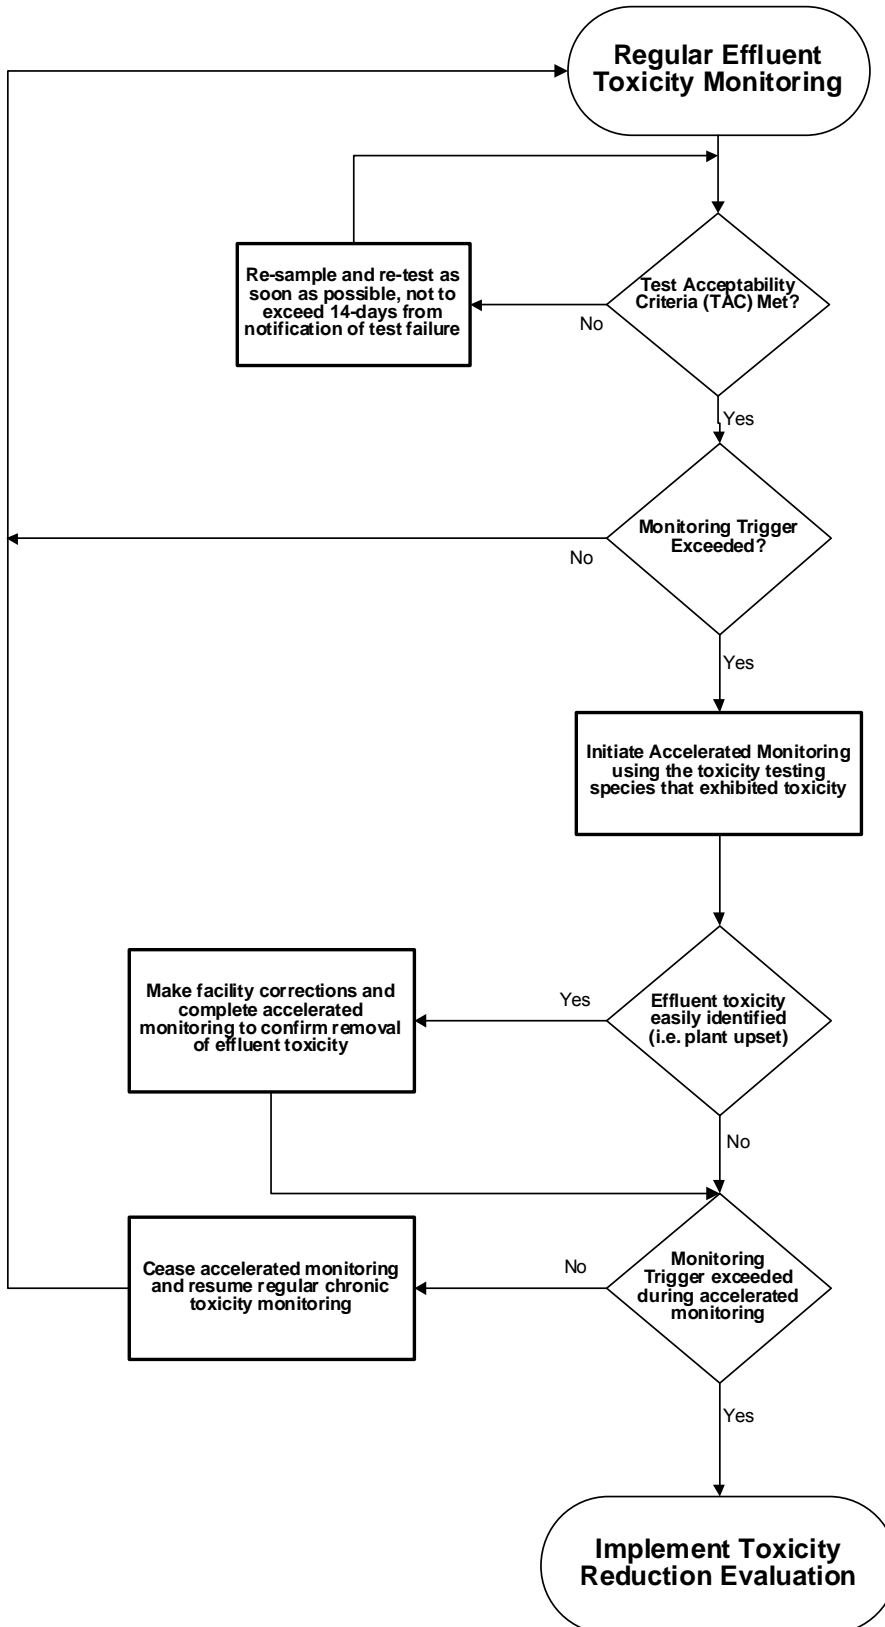 Regular Effluent
Toxicity Monitoring
Re-sample and re-test as
soon as possible, not to
exceed 14-days from
notification of test failure
Test Acceptability
Criteria (TAC) Met?
No
Yes
Monitoring Trigger
Exceeded?
No
Yes
Initiate Accelerated Monitoring
using the toxicity testing
species that exhibited toxicity
Make facility corrections and
complete accelerated
monitoring to confirm removal
of effluent toxicity
Yes
Effluent toxicity
easily identified
(i.e. plant upset)
No
Cease accelerated monitoring
and resume regular chronic
toxicity monitoring
No
Monitoring
Trigger exceeded
during accelerated
monitoring
Yes
Implement Toxicity
Reduction Evaluation